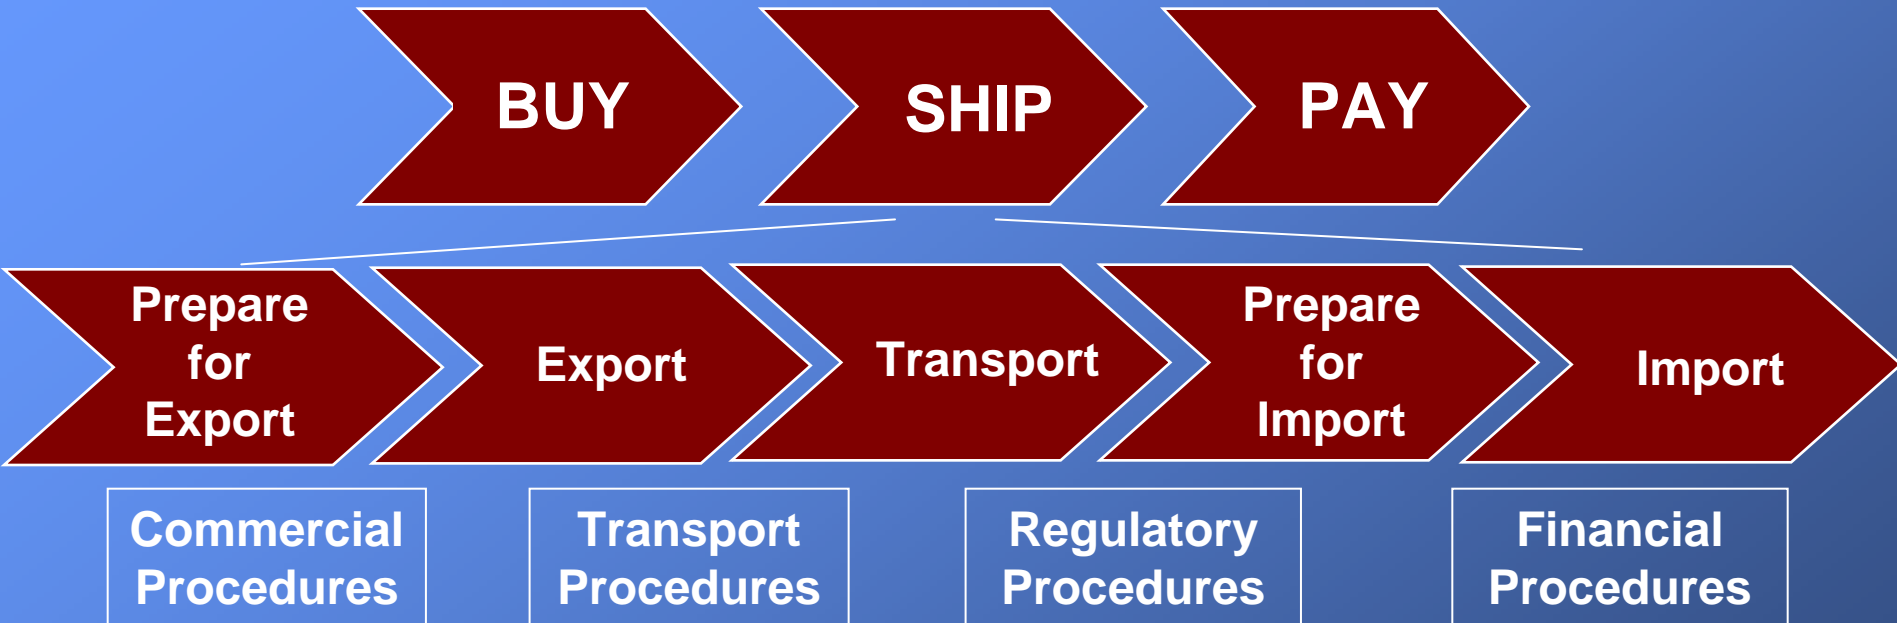 BUY
SHIP
PAY
Prepare
for
Export
Export
Transport
Prepare
for
Import
Import
Commercial
Procedures
Transport
Procedures
Regulatory
Procedures
Financial
Procedures